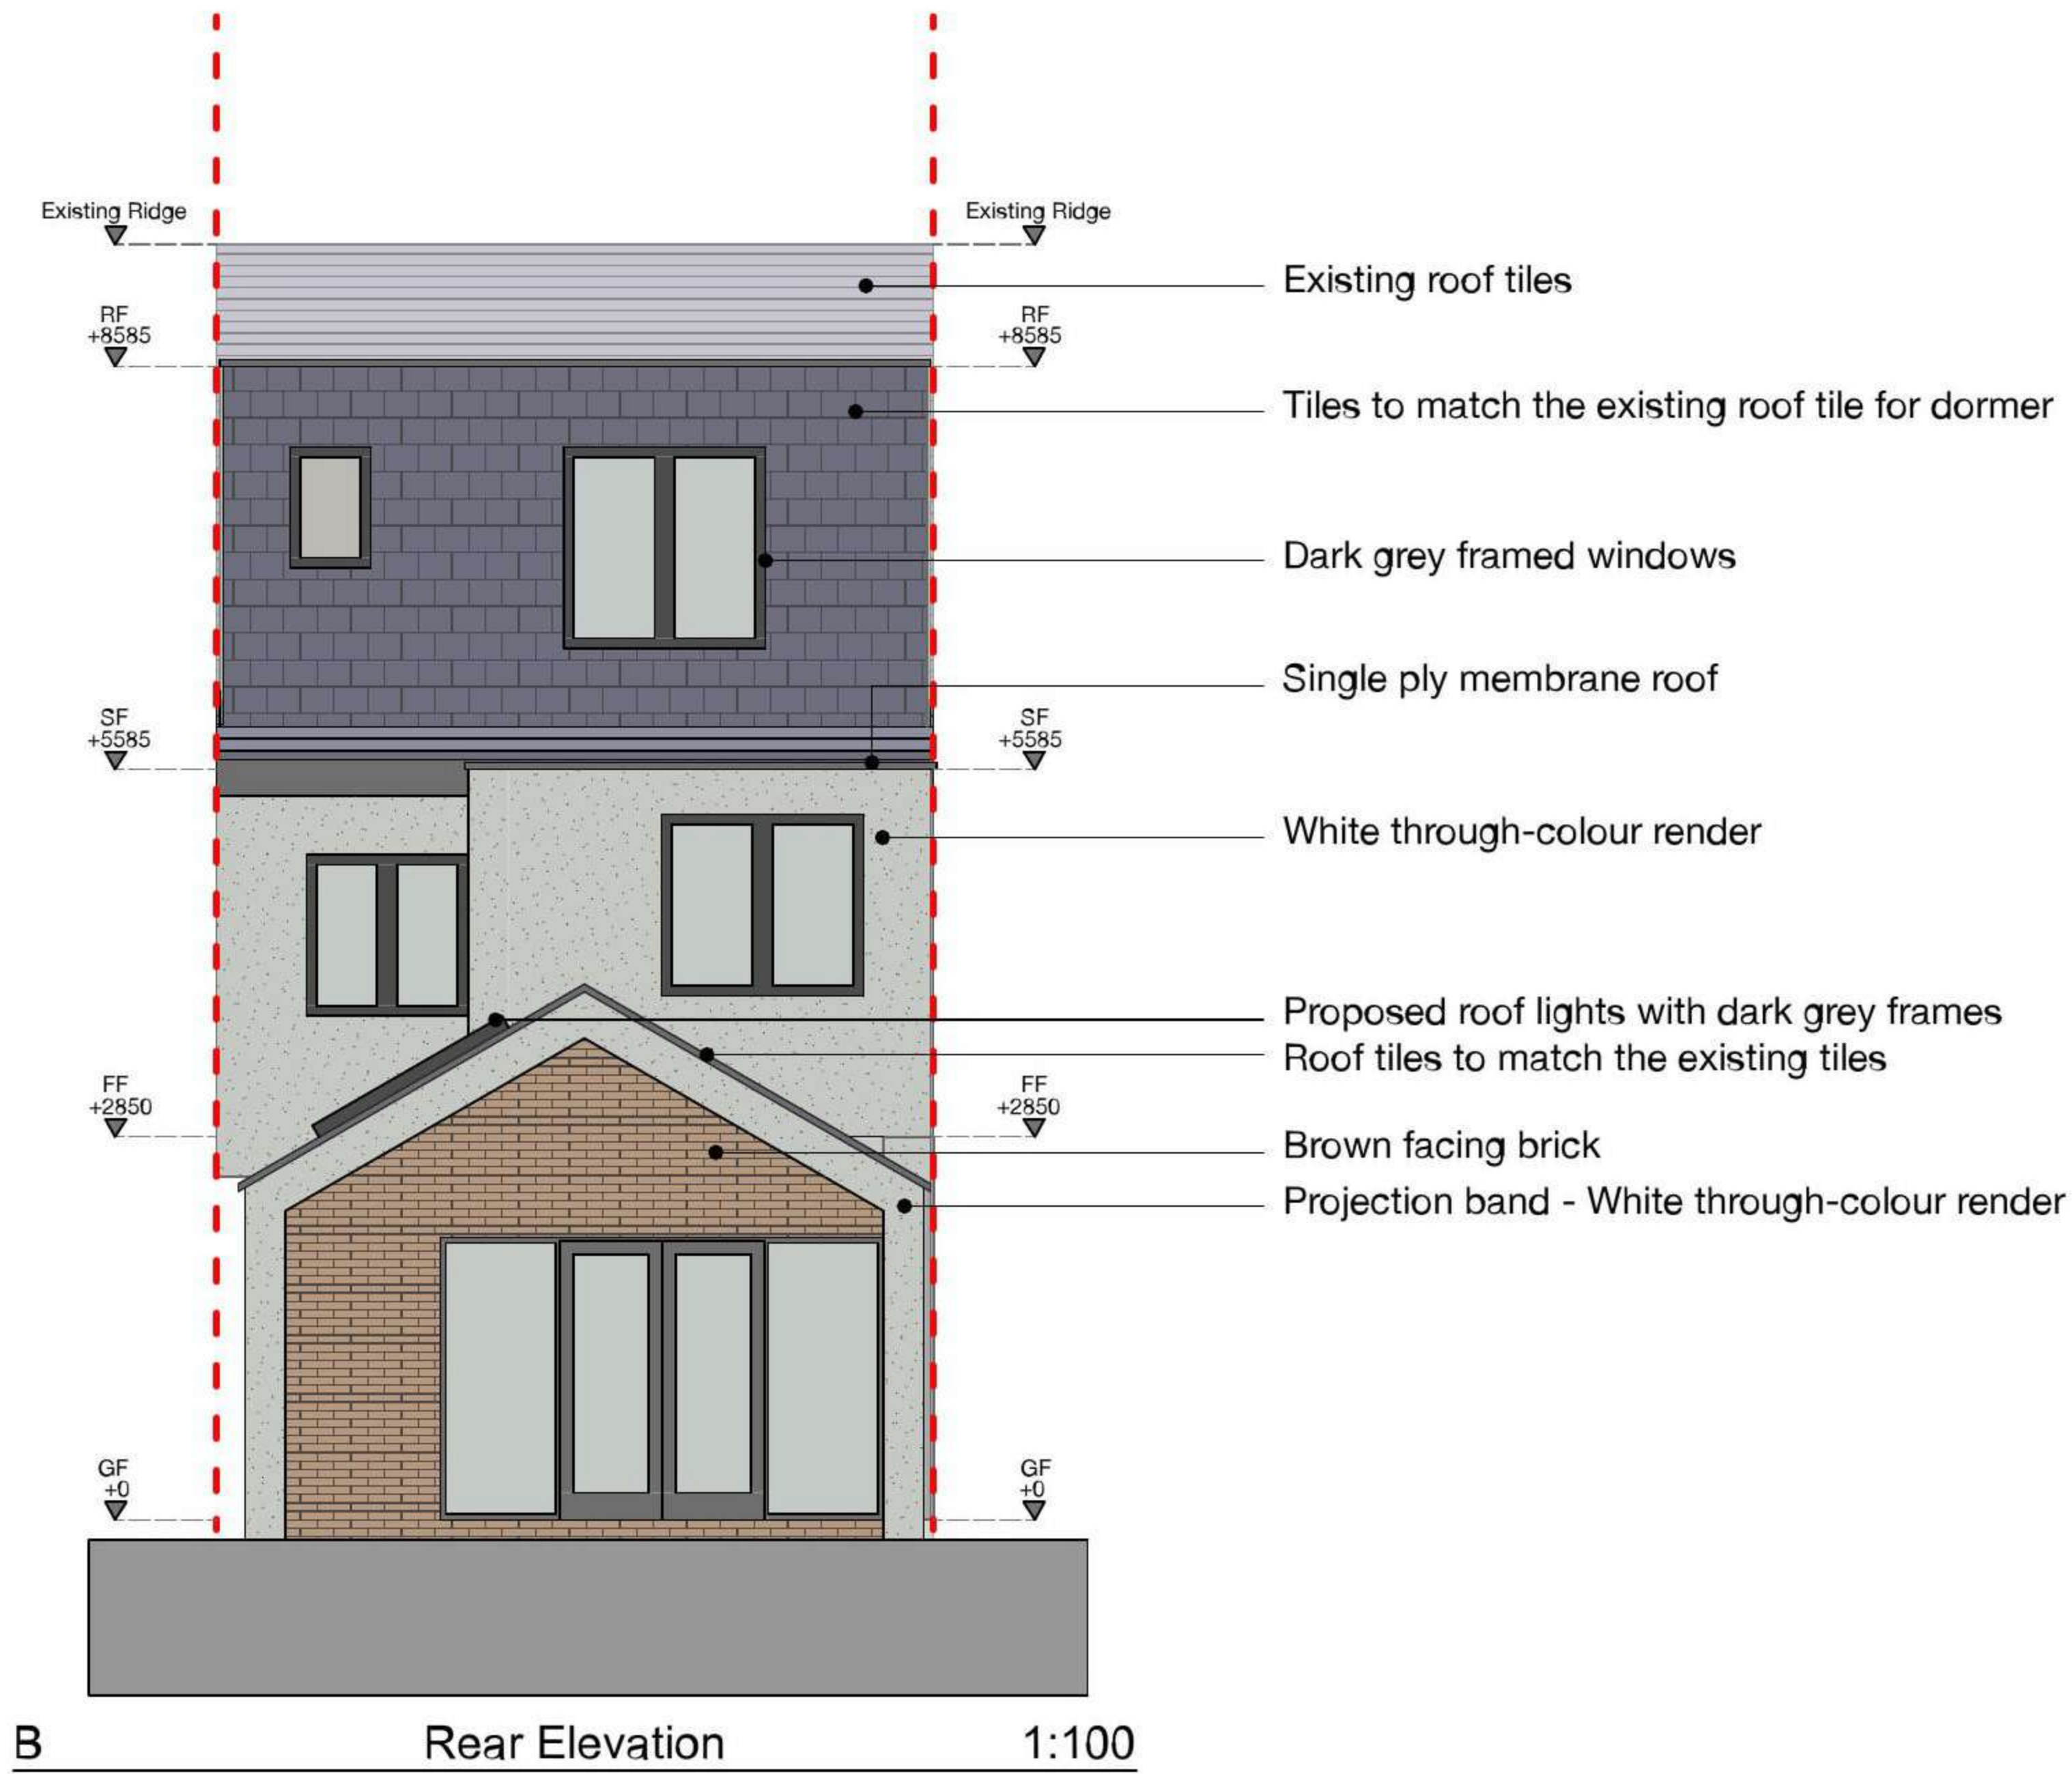 Existing Ridge
Existing Ridge
Existing roof tiles
RF
+8585
RF
+8585
Tiles to match the existing roof tile for dormer
Dark grey framed windows
Single ply membrane roof
SF
+5585
SF
+5585
White through-colour render
Proposed roof lights with dark grey frames
Roof tiles to match the existing tiles
FF
+2850
FF
+2850
Brown facing brick
Projection band - White through-colour render
GF
+0
GF
+0
B Rear Elevation 1:100